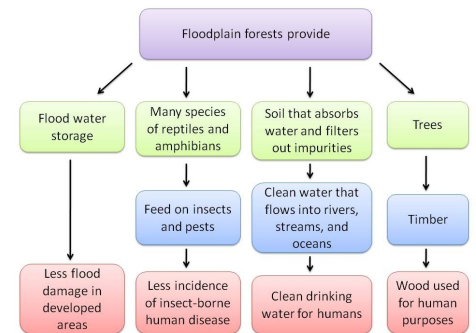 Floodplain forests provide
Flood water
storage
Many species
of reptiles and
amphibians
Soil that absorbs
water and filters
out impurities
Trees
Feed on insects
and pests
Clean water that
flows into rivers,
streams, and
oceans
Timber
Less flood
damage in
developed
areas
Less incidence
of insect-borne
human disease
Clean drinking
water for humans
Wood used
for human
purposes